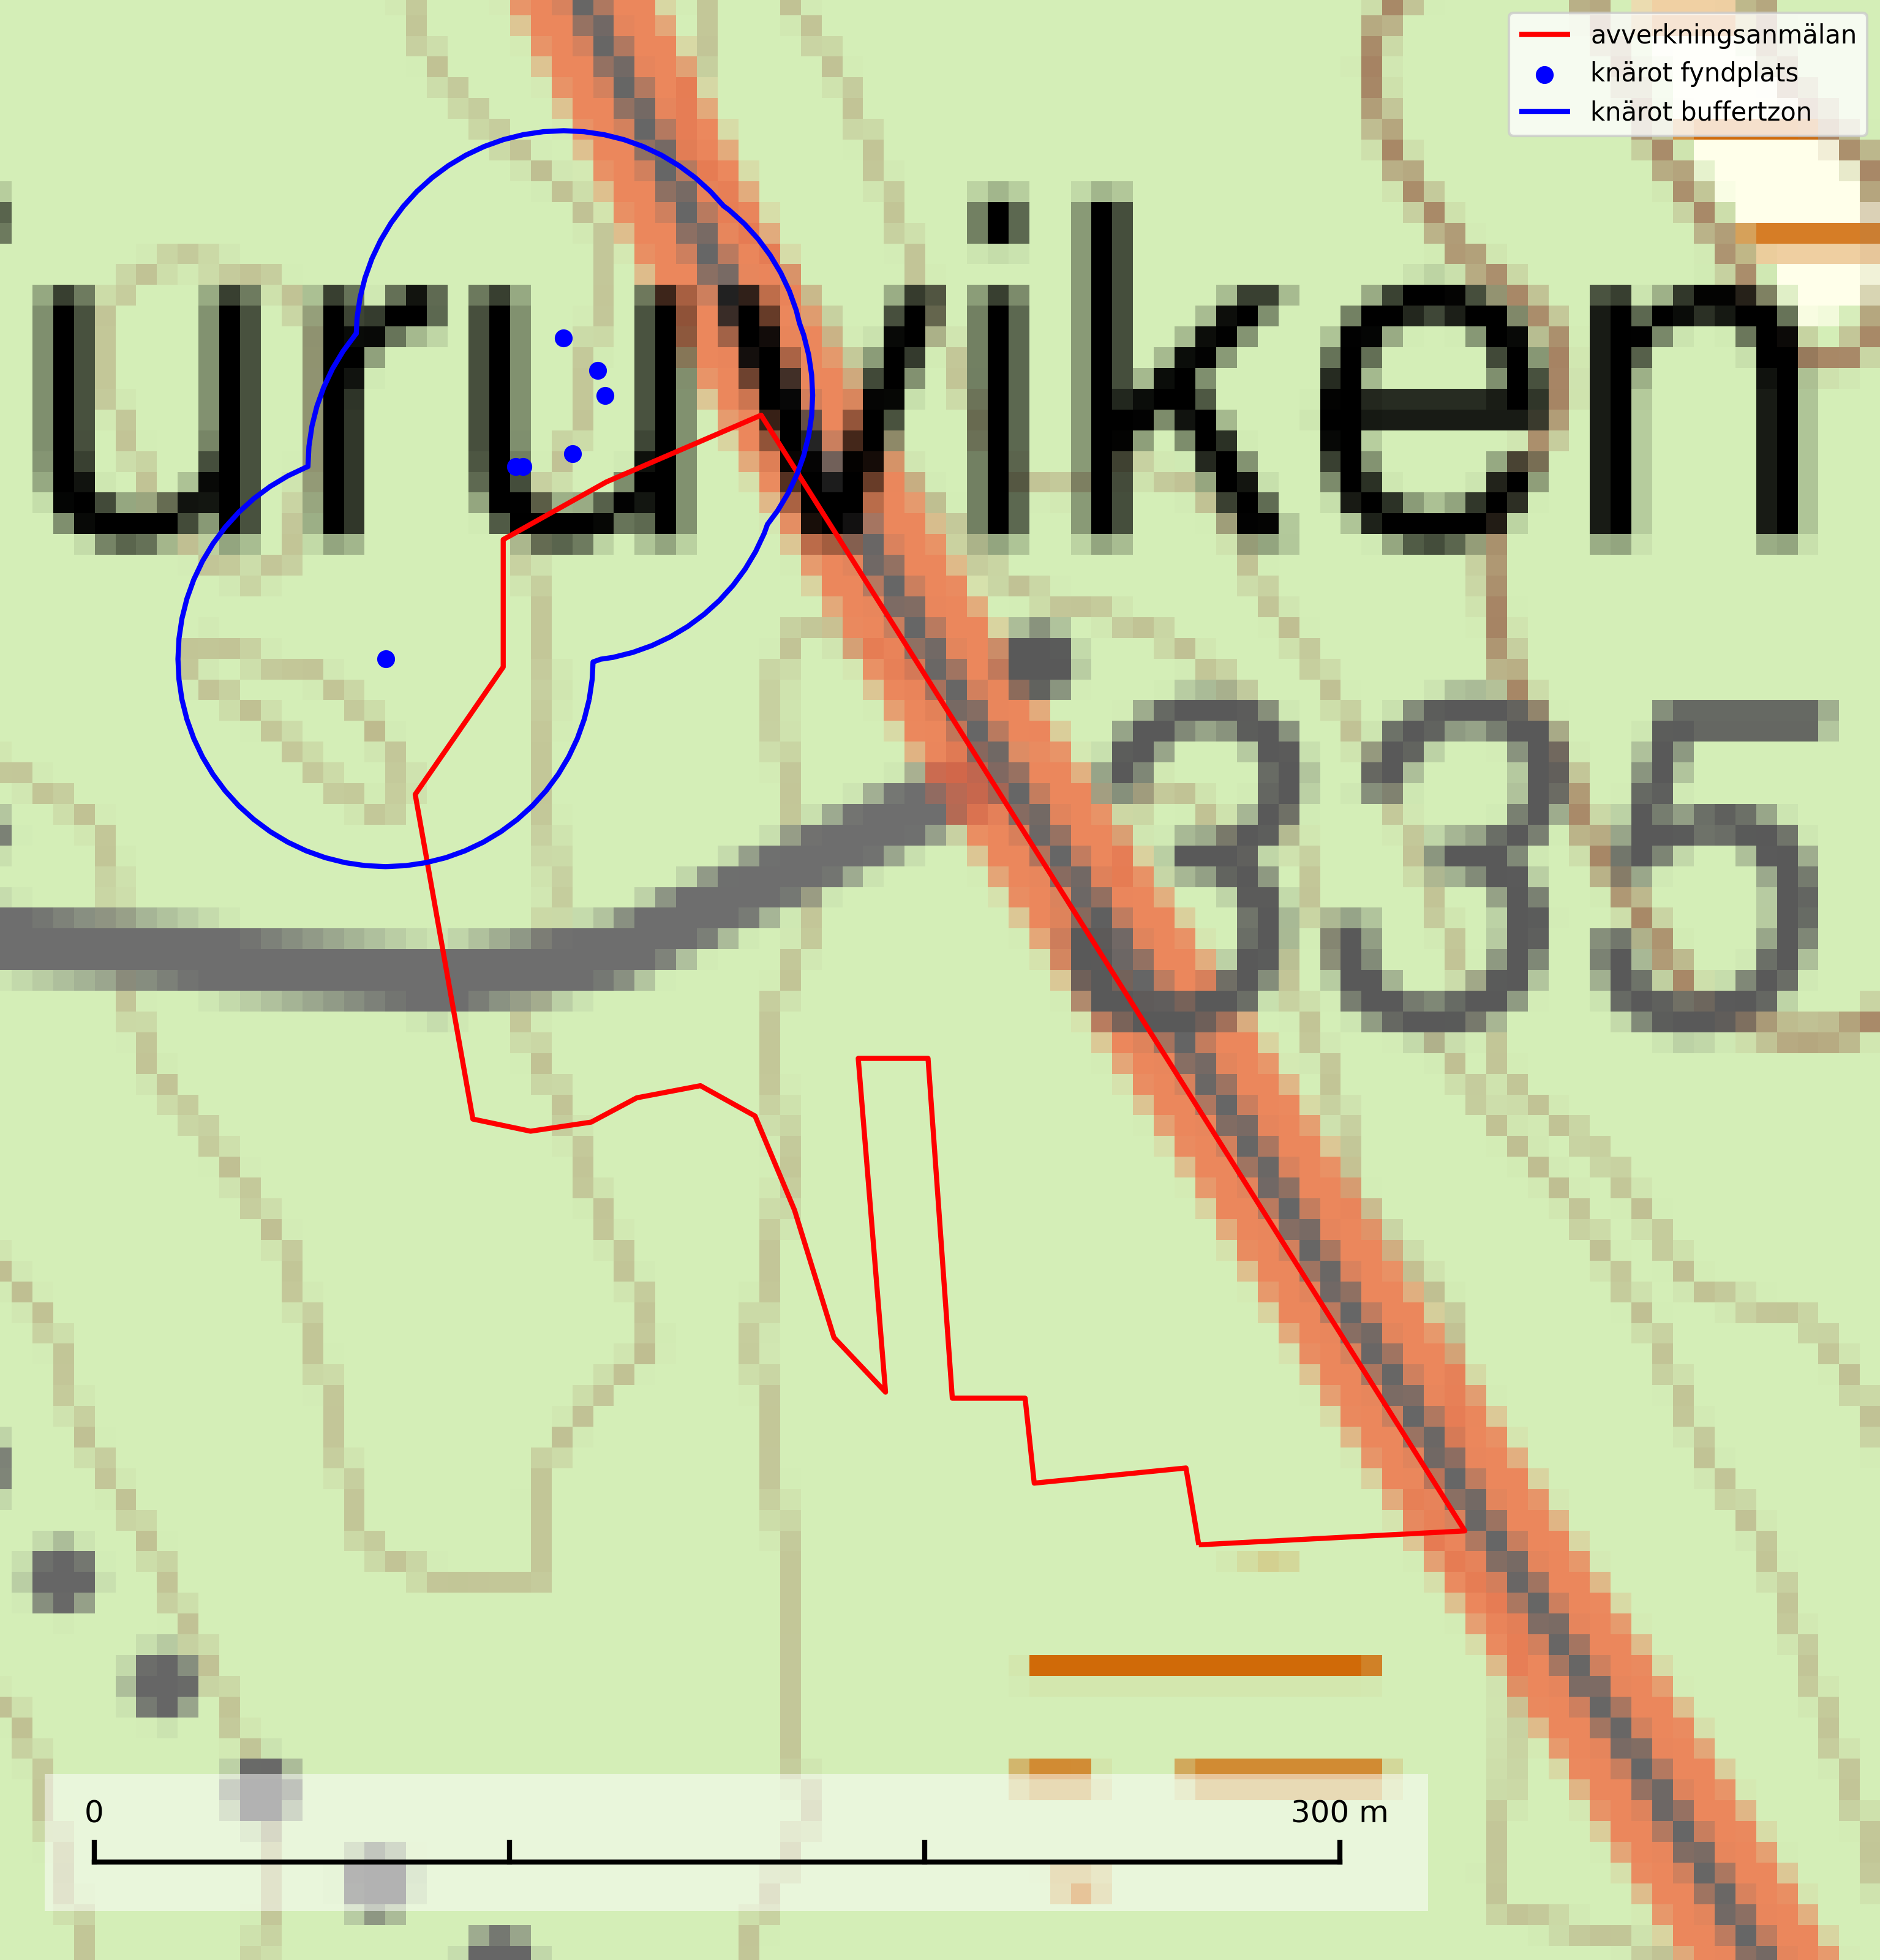 avverkningsanmälan
knärot fyndplats
knärot buffertzon
uruviken
335
0 300 m